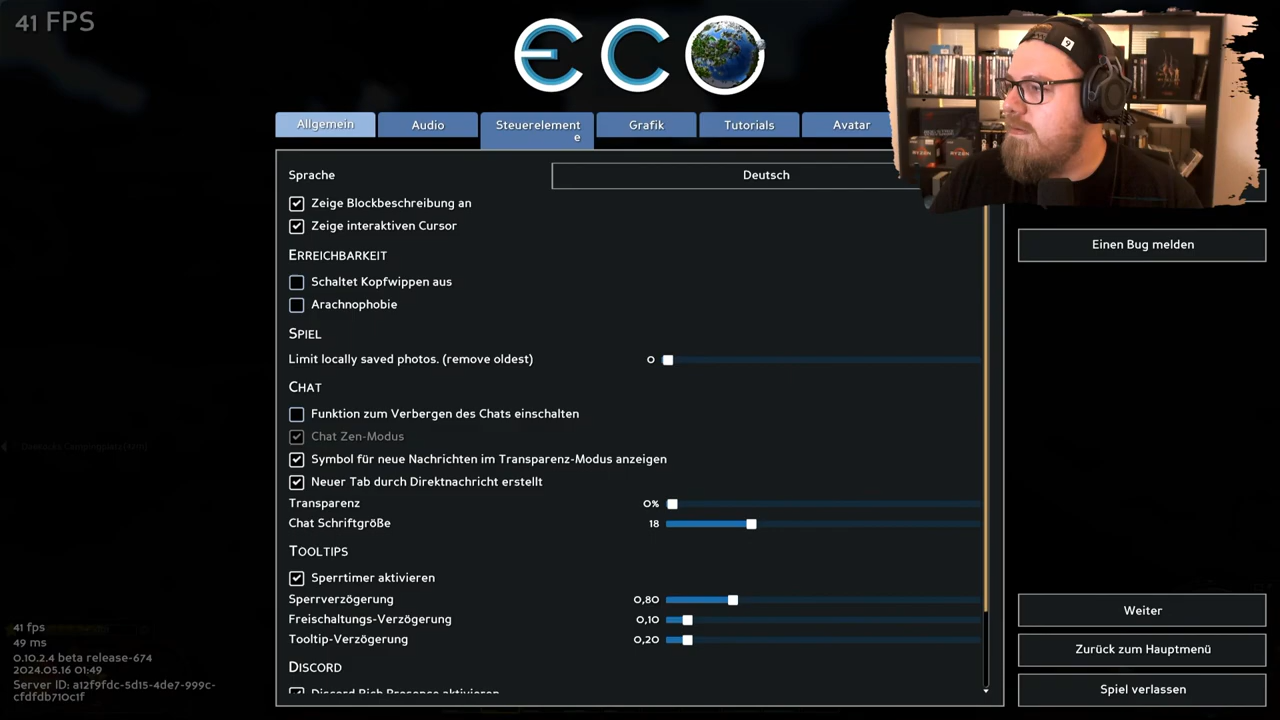 41 FPS
ECO
Allgemein
Audio
Steuerelement
e
Grafik
Tutorials
Avatar
Sprache
Deutsch
Zeige Blockbeschreibung an
Zeige interaktiven Cursor
ERREICHBARKEIT
Schaltet Kopfwippen aus
Arachnophobie
SPIEL
Limit locally saved photos. (remove oldest)
0
CHAT
Funktion zum Verbergen des Chats einschalten
Chat Zen-Modus
Symbol für neue Nachrichten im Transparenz-Modus anzeigen
Neuer Tab durch Direktnachricht erstellt
Transparenz
0%
Chat Schriftgröße
18
TOOLTIPS
Sperrtimer aktivieren
Sperrverzögerung
0,80
Freischaltungs-Verzögerung
0,10
Tooltip-Verzögerung
0,20
DISCORD
Discord Rich Presence aktivieren
Einen Bug melden
Weiter
Zurück zum Hauptmenü
Spiel verlassen
41 fps
49 ms
0.10.2.4 beta release-674
2024.05.16 01:49
Server ID: a12f9fdc-5d15-4de7-999c-
cfdfdb710c1f